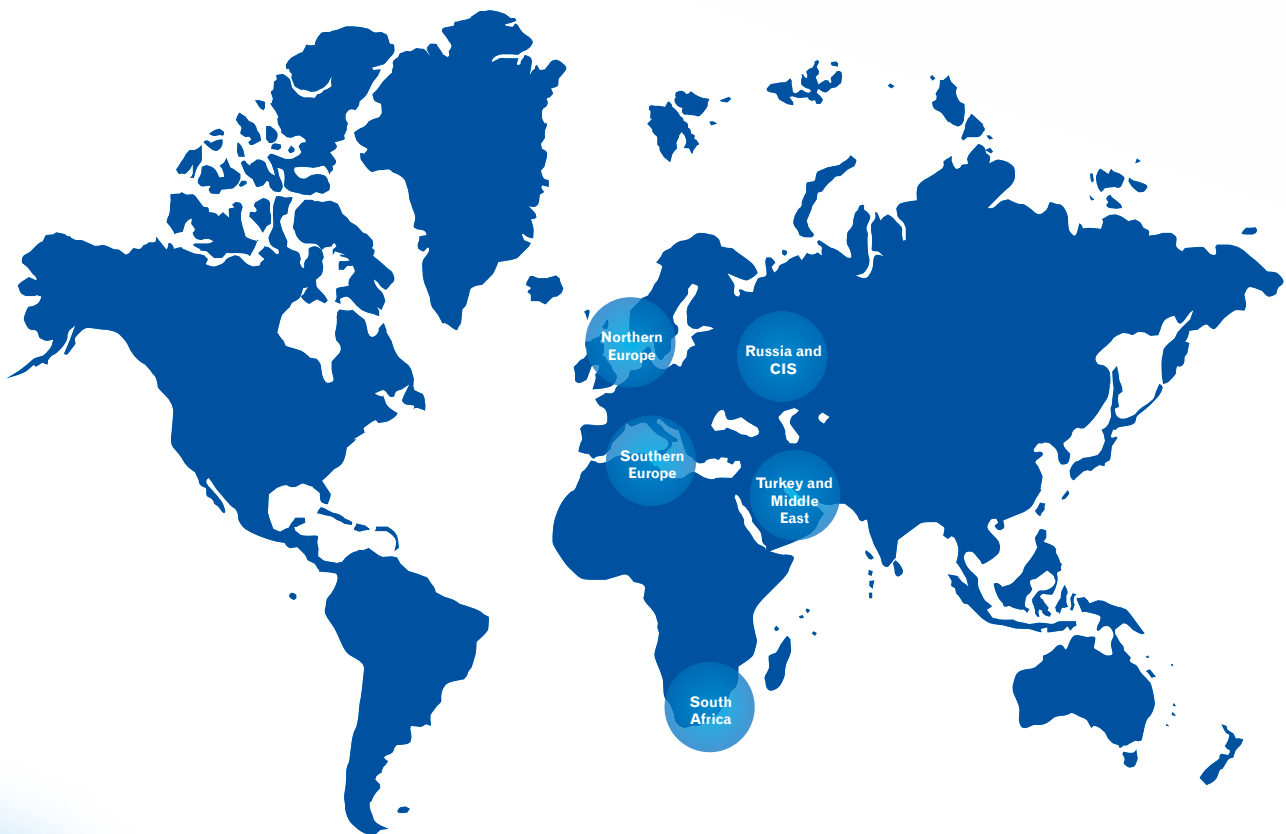 Northern
Europe
Russia and
CIS
Southern
Europe
Turkey and
Middle
East
South
Africa